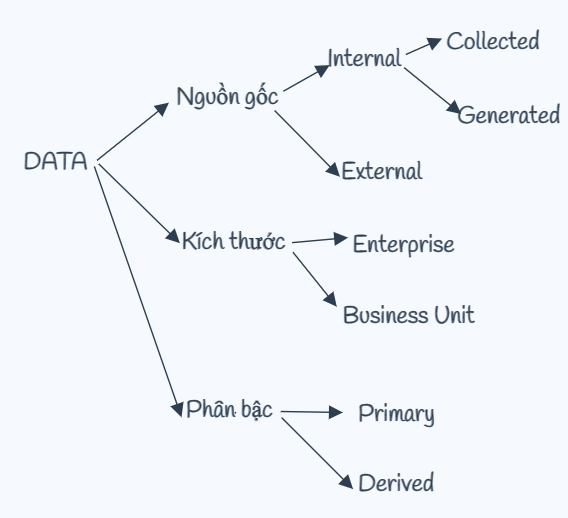 Collected
Internal
Nguồn gốc
Generated
DATA
External
Kích thước
Enterprise
Business Unit
Phân bậc
Primary
Derived